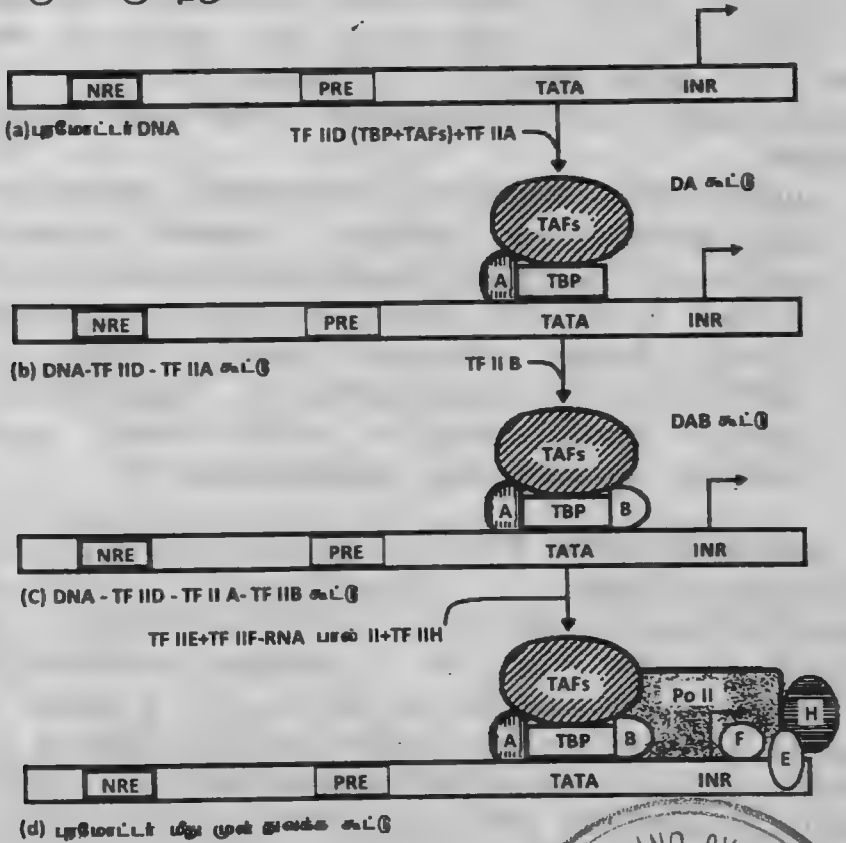 NRE PRE TATA INR
(a)புரமோட்டர் DNA
TF IID (TBP+TAFs)+TF IIA
DA கூட்டு
TAFs
A TBP
NRE PRE TATA INR
(b) DNA-TF IID - TF IIA கூட்டு
TF II B
DAB கூட்டு
TAFs
A TBP B
NRE PRE TATA INR
(C) DNA - TF IID - TF II A- TF IIB கூட்டு
TF IIE+TF IIF-RNA பால் II+TF IIH
TAFs Po II H
A TBP B F E
NRE PRE TATA INR
(d) புரமோட்டர் மீது முன் துவக்க கூட்டு